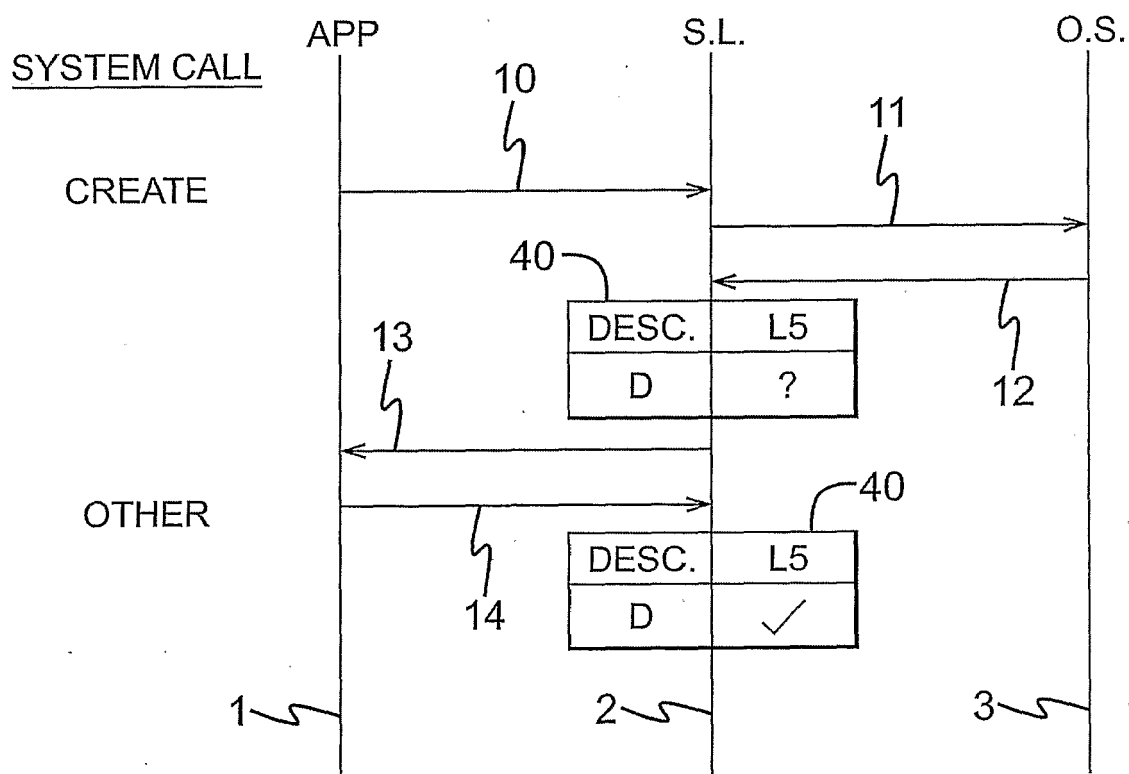 APP S.L. O.S.
SYSTEM CALL
10
11
CREATE
40
DESC. L5
13
D ?
12
40
OTHER
DESC. L5
14
D ✓
1 2 3